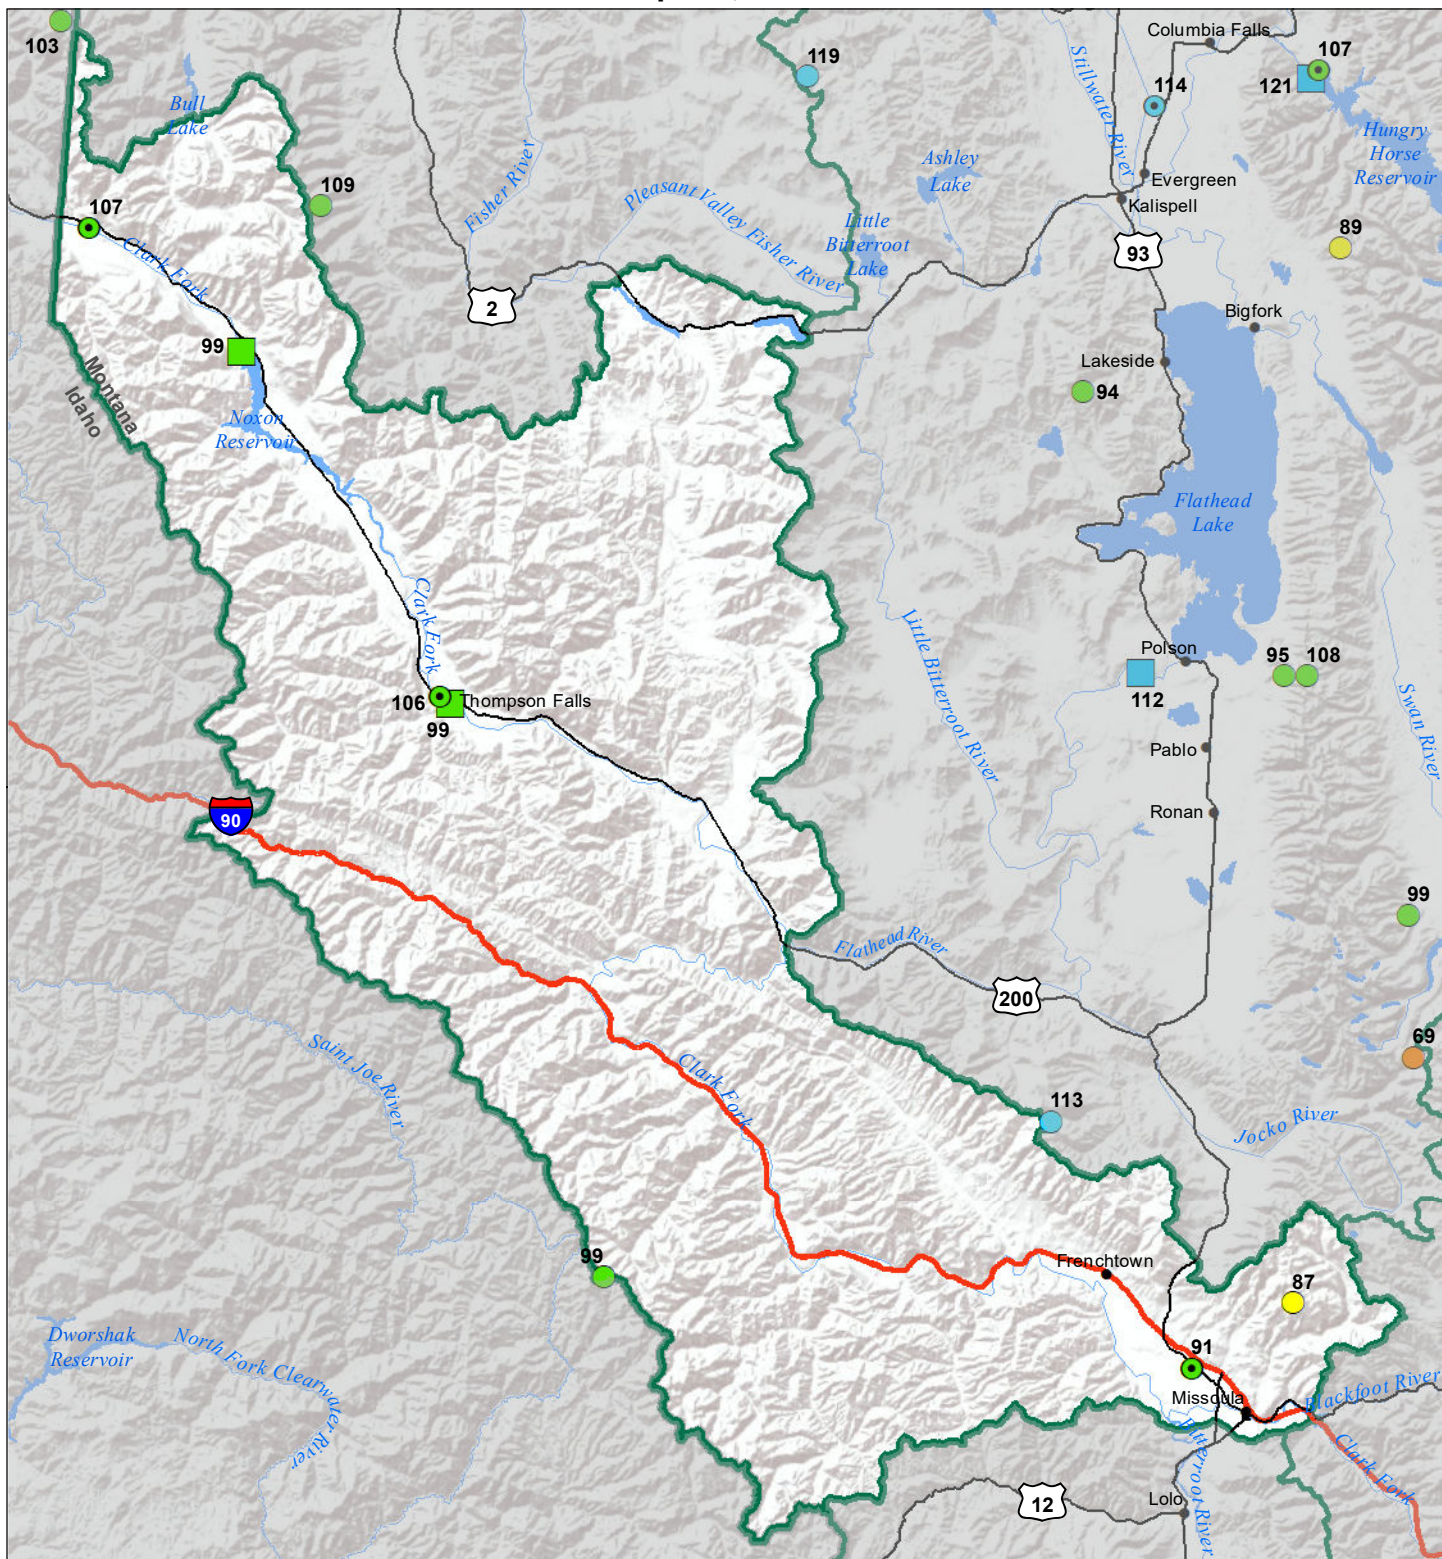 Columbia Falls
103
119
107
121
114
Stillwater River
Bull
Lake
Hungry
Horse
Reservoir
Ashley
Lake
Fisher River
Pleasant Valley Fisher River
Evergreen
Kalispell
109
107
Little
Bitterroot
Lake
89
93
Clark Fork
2
Bigfork
99
Lakeside
Montana
Idaho
94
Noxon
Reservoir
Flathead
Lake
Clark Fork
Little Bitterroot River
Polson
95
108
112
106
Thompson Falls
99
Swan River
Pablo
Ronan
90
99
Flathead River
200
Saint Joe River
69
Clark Fork
113
Jocko River
99
Frenchtown
87
Dworshak
Reservoir
North Fork Clearwater
River
91
Missoula
Blackfoot River
Bitterroot River
Clark Fork
12
Lolo